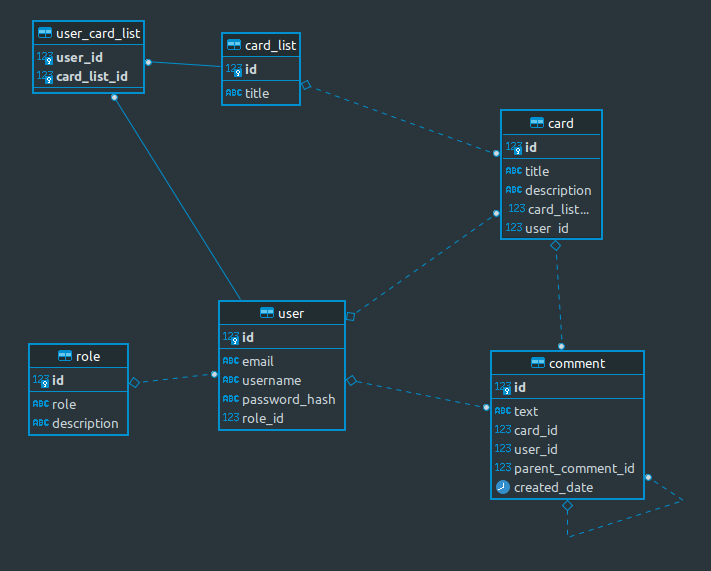 user_card_list
123 user_id
123 card_list_id
card_list
123 id
ABC title
card
123 id
ABC title
ABC description
123 card_list...
123 user_id
user
123 id
ABC email
ABC username
ABC password_hash
123 role_id
role
123 id
ABC role
ABC description
comment
123 id
ABC text
123 card_id
123 user_id
123 parent_comment_id
created_date